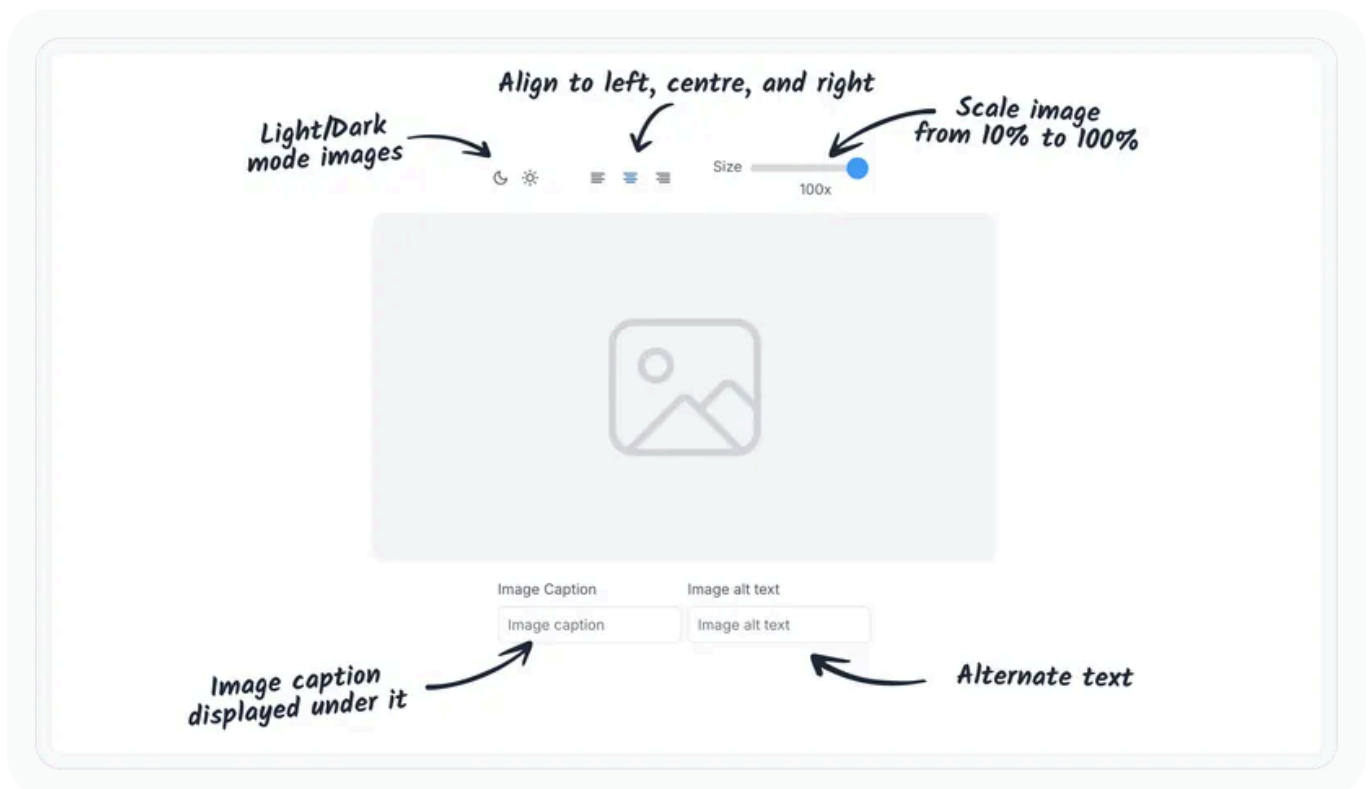 Align to left, centre, and right
Light/Dark
mode images
Scale image
from 10% to 100%
Size
100x
Image Caption
Image alt text
Image caption
Image alt text
Image caption
displayed under it
Alternate text